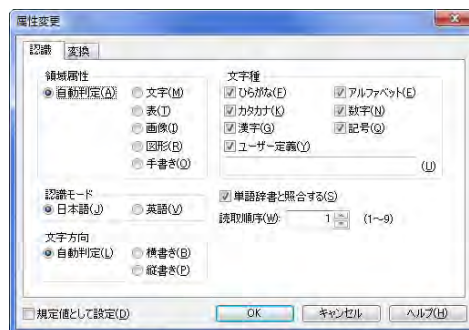 属性変更
認識 変換
領域属性
自動判定(A) 文字(M)
表(T)
画像(I)
図形(R)
手書き(O)
文字種
ひらがな(F) アルファベット(E)
カタカナ(K) 数字(N)
漢字(G) 記号(Q)
ユーザー定義(Y)
(U)
認識モード
日本語(J) 英語(V)
単語辞書と照合する(S)
読取順序(W): 1 (1～9)
文字方向
自動判定(L) 横書き(B)
縦書き(P)
規定値として設定(D) OK キャンセル ヘルプ(H)